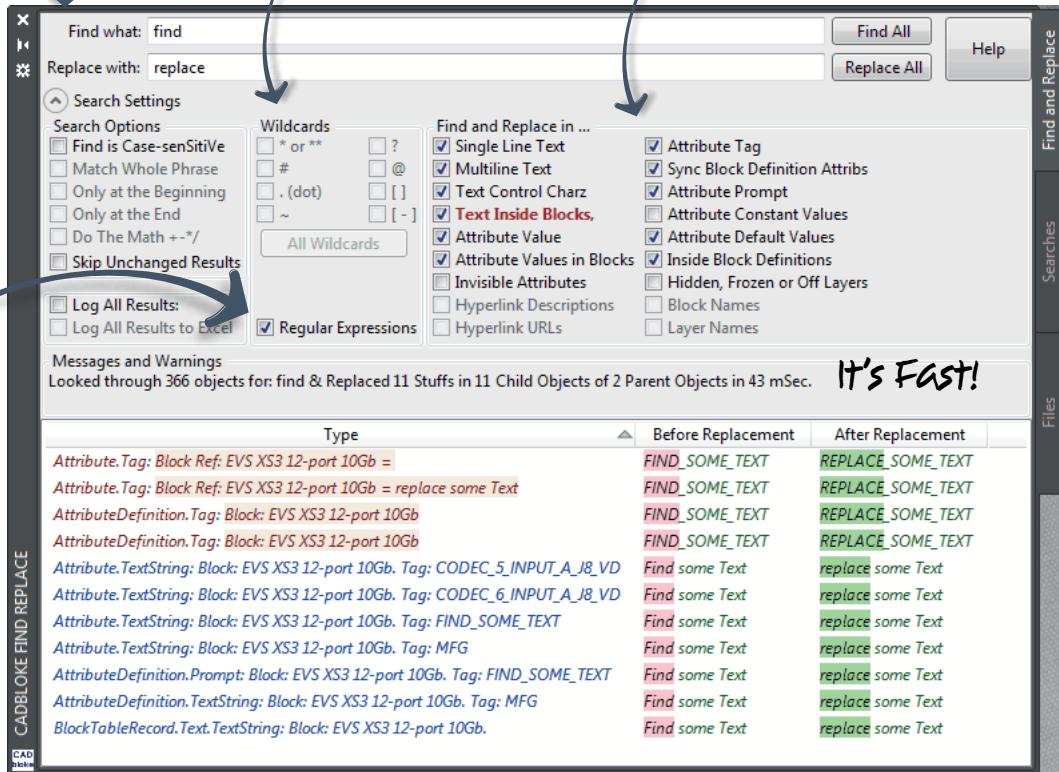 Find what: find Find All
Help
Replace with: replace Replace All
Search Settings
Search Options
Find is Case-senSitiVe
Match Whole Phrase
Only at the Beginning
Only at the End
Do The Math +-*/
Skip Unchanged Results
Log All Results:
Log All Results to Excel
Wildcards
* or ** ?
# @
. (dot) [ ]
~ [ - ]
All Wildcards
Regular Expressions
Find and Replace in ...
Single Line Text
Multiline Text
Text Control Charz
Text Inside Blocks,
Attribute Value
Attribute Values in Blocks
Invisible Attributes
Hyperlink Descriptions
Hyperlink URLs
Attribute Tag
Sync Block Definition Attribs
Attribute Prompt
Attribute Constant Values
Attribute Default Values
Inside Block Definitions
Hidden, Frozen or Off Layers
Block Names
Layer Names
Messages and Warnings
Looked through 366 objects for: find & Replaced 11 Stuffs in 11 Child Objects of 2 Parent Objects in 43 mSec.
It's Fast!
Type Before Replacement After Replacement
Attribute.Tag: Block Ref: EVS XS3 12-port 10Gb = FIND_SOME_TEXT REPLACE_SOME_TEXT
Attribute.Tag: Block Ref: EVS XS3 12-port 10Gb = replace some Text FIND_SOME_TEXT REPLACE_SOME_TEXT
AttributeDefinition.Tag: Block: EVS XS3 12-port 10Gb FIND_SOME_TEXT REPLACE_SOME_TEXT
AttributeDefinition.Tag: Block: EVS XS3 12-port 10Gb FIND_SOME_TEXT REPLACE_SOME_TEXT
Attribute.TextString: Block: EVS XS3 12-port 10Gb. Tag: CODEC_5_INPUT_A_J8_VD Find some Text replace some Text
Attribute.TextString: Block: EVS XS3 12-port 10Gb. Tag: CODEC_6_INPUT_A_J8_VD Find some Text replace some Text
Attribute.TextString: Block: EVS XS3 12-port 10Gb. Tag: FIND_SOME_TEXT Find some Text replace some Text
Attribute.TextString: Block: EVS XS3 12-port 10Gb. Tag: MFG Find some Text replace some Text
AttributeDefinition.Prompt: Block: EVS XS3 12-port 10Gb. Tag: FIND_SOME_TEXT Find some Text replace some Text
AttributeDefinition.TextString: Block: EVS XS3 12-port 10Gb. Tag: MFG Find some Text replace some Text
BlockTableRecord.Text.TextString: Block: EVS XS3 12-port 10Gb. Find some Text replace some Text
Find and Replace
Searches
Files
CADBLOKE FIND REPLACE
CAD
bloke